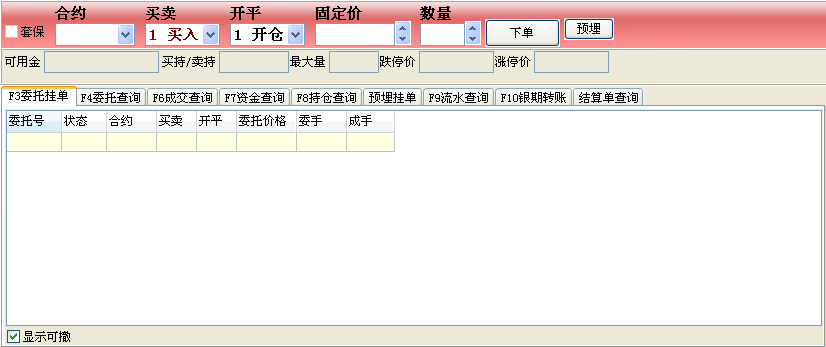 合约 买卖 开平 固定价 数量
套保 1 买入 1 开仓 下单 预埋
可用金 买持/卖持 最大量 跌停价 涨停价
F3委托挂单 F4委托查询 F6成交查询 F7资金查询 F8持仓查询 预埋挂单 F9流水查询 F10银期转账 结算单查询
委托号 状态 合约 买卖 开平 委托价格 委手 成手
显示可撤